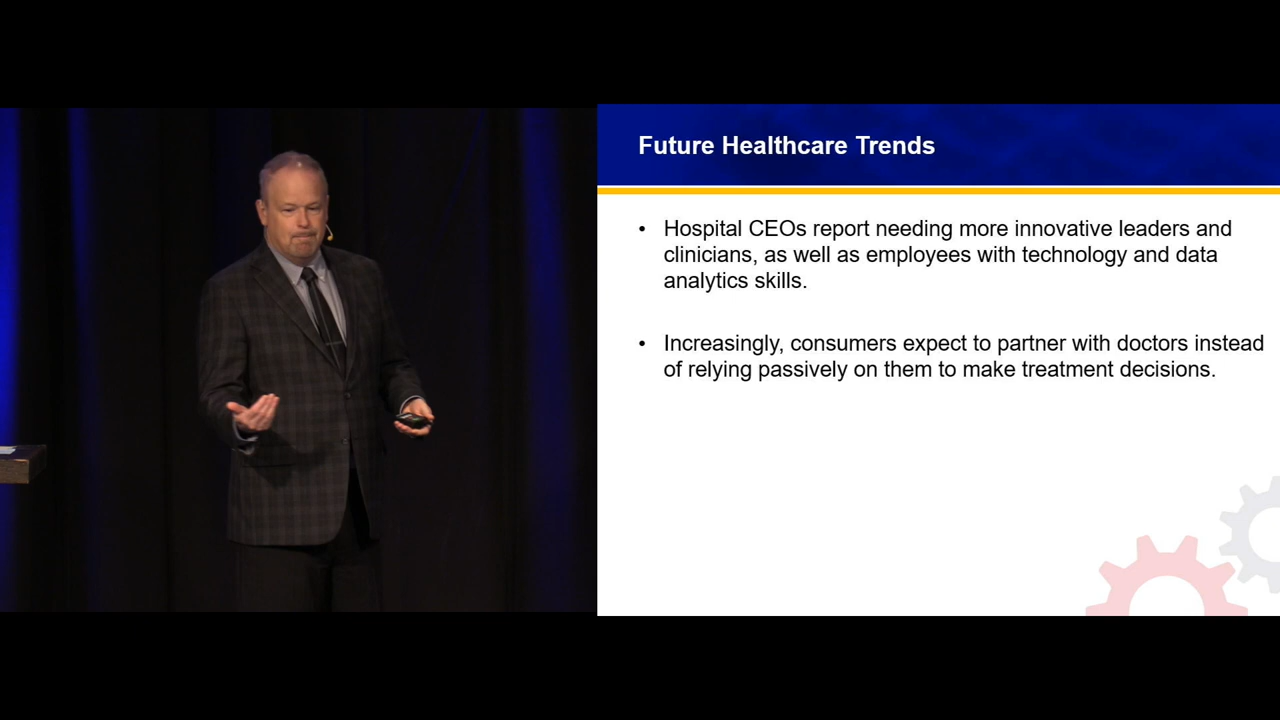 Future Healthcare Trends
• Hospital CEOs report needing more innovative leaders and
clinicians, as well as employees with technology and data
analytics skills.
• Increasingly, consumers expect to partner with doctors instead
of relying passively on them to make treatment decisions.